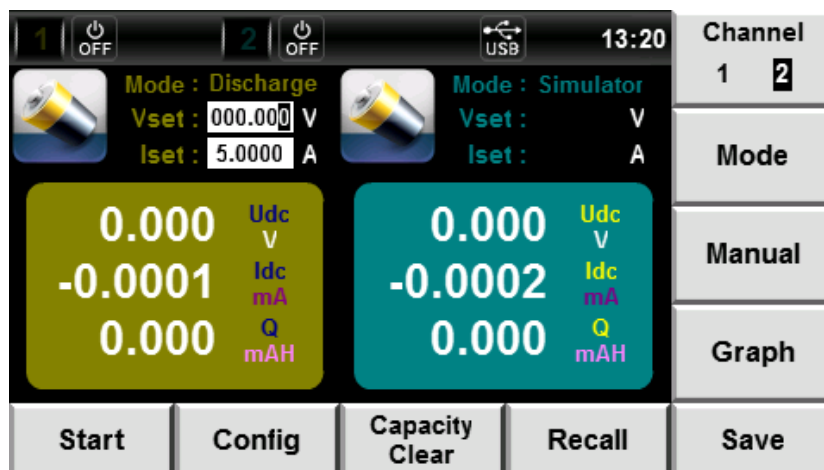 1 OFF 2 OFF USB 13:20
Channel
1 2
Mode : Discharge
Vset : 000.000 V
Iset : 5.0000 A
Mode : Simulator
Vset : V
Iset : A
Mode
0.000 Udc V
-0.0001 Idc mA
0.000 Q mAH
0.000 Udc V
-0.0002 Idc mA
0.000 Q mAH
Manual
Graph
Start
Config
Capacity
Clear
Recall
Save